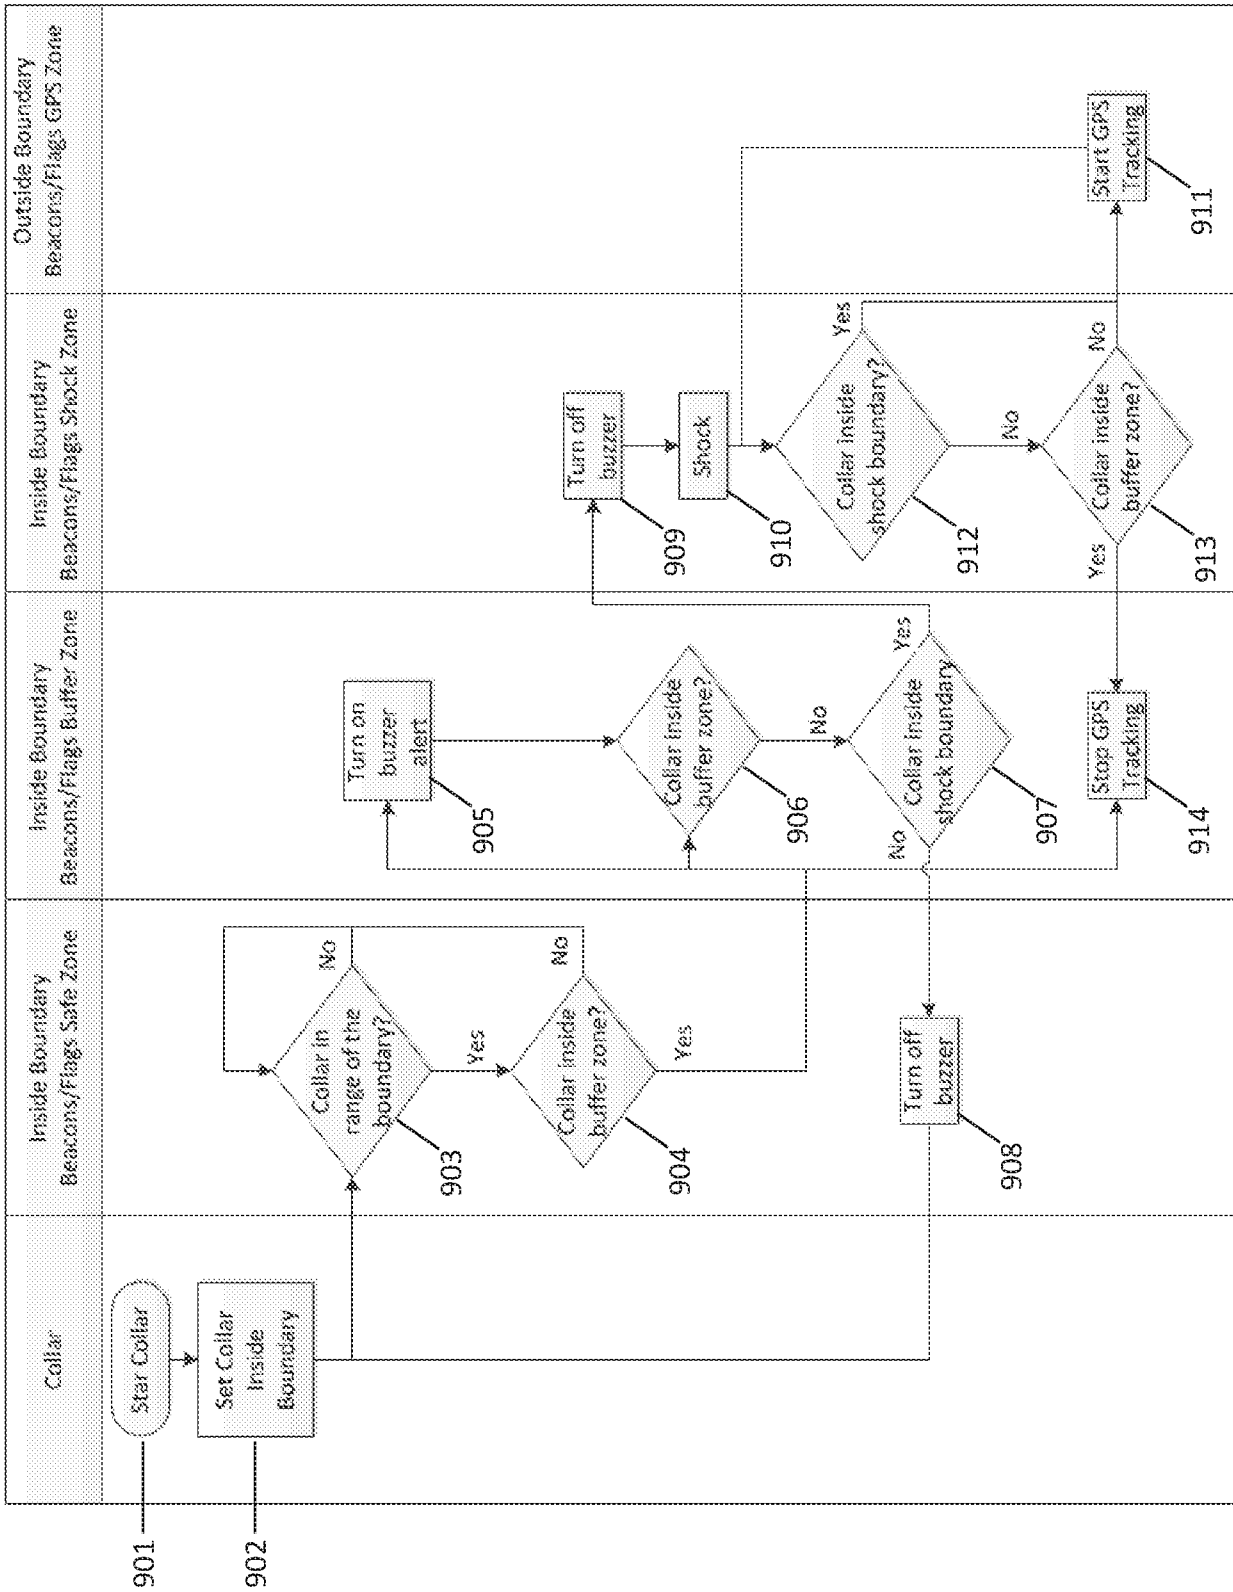 Collar
Inside Boundary
Beacons/Flags Safe Zone
Inside Boundary
Beacons/Flags Buffer Zone
Inside Boundary
Beacons/Flags Shock Zone
Outside Boundary
Beacons/Flags GPS Zone
901
Star Collar
902
Set Collar
Inside
Boundary
Collar in
range of the
boundary?
903
No
Yes
Collar inside
buffer zone?
904
No
Yes
Turn on
buzzer
alert
905
Collar inside
buffer zone?
906
No
Collar inside
shock boundary
907
No
Yes
Turn off
buzzer
908
Turn off
buzzer
909
Shock
910
Collar inside
shock boundary?
912
Yes
No
Collar inside
buffer zone?
913
Yes
No
Start GPS
Tracking
911
Stop GPS
Tracking
914